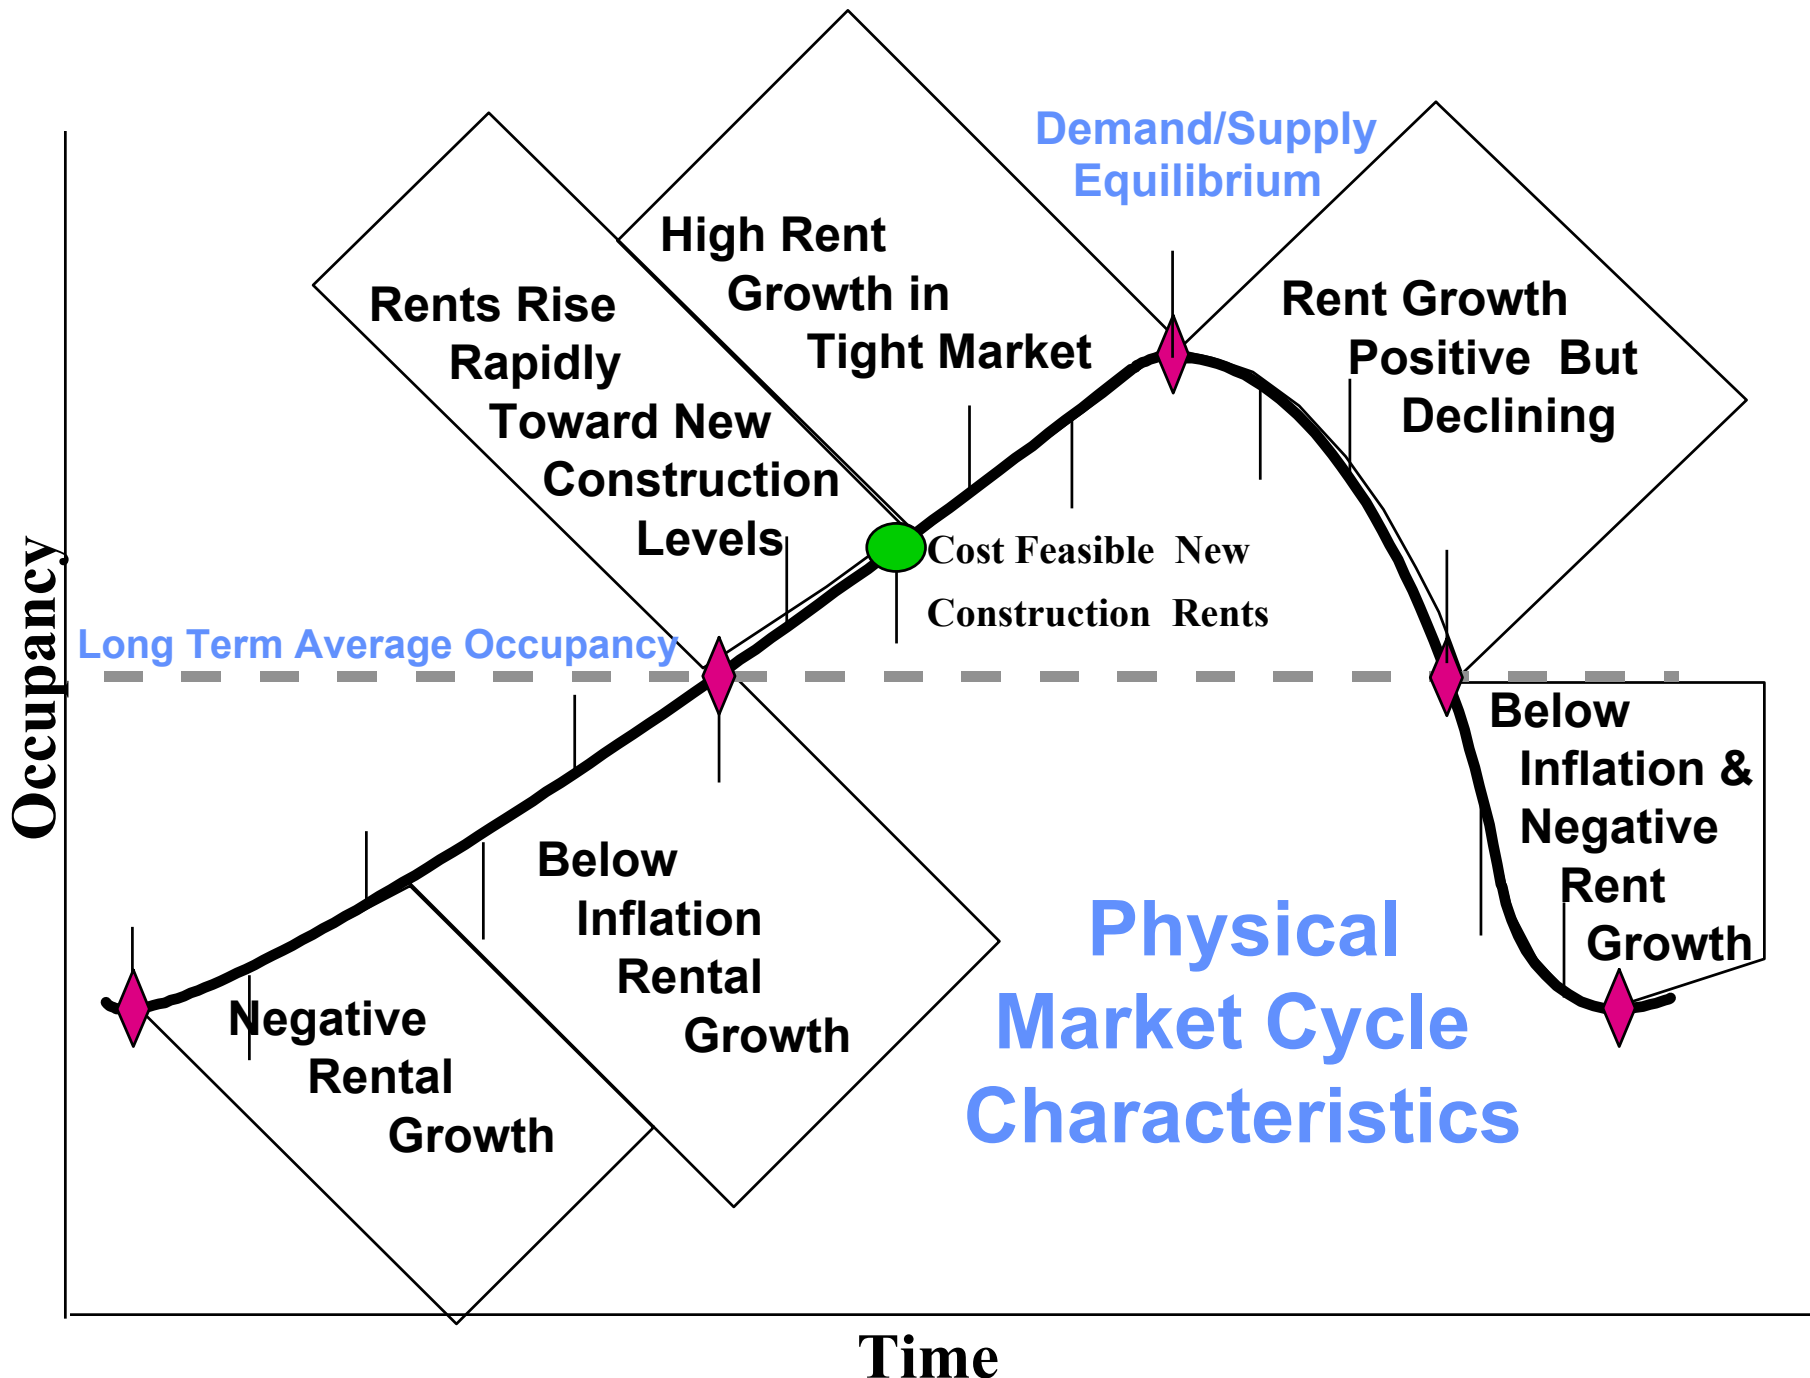 Demand/Supply
Equilibrium
High Rent
Growth in
Tight Market
Rents Rise
Rapidly
Toward New
Construction
Levels
Rent Growth
Positive But
Declining
Cost Feasible New
Construction Rents
Occupancy
Long Term Average Occupancy
Below
Inflation &
Negative
Rent
Growth
Below
Inflation
Rental
Growth
Negative
Rental
Growth
Physical
Market Cycle
Characteristics
Time